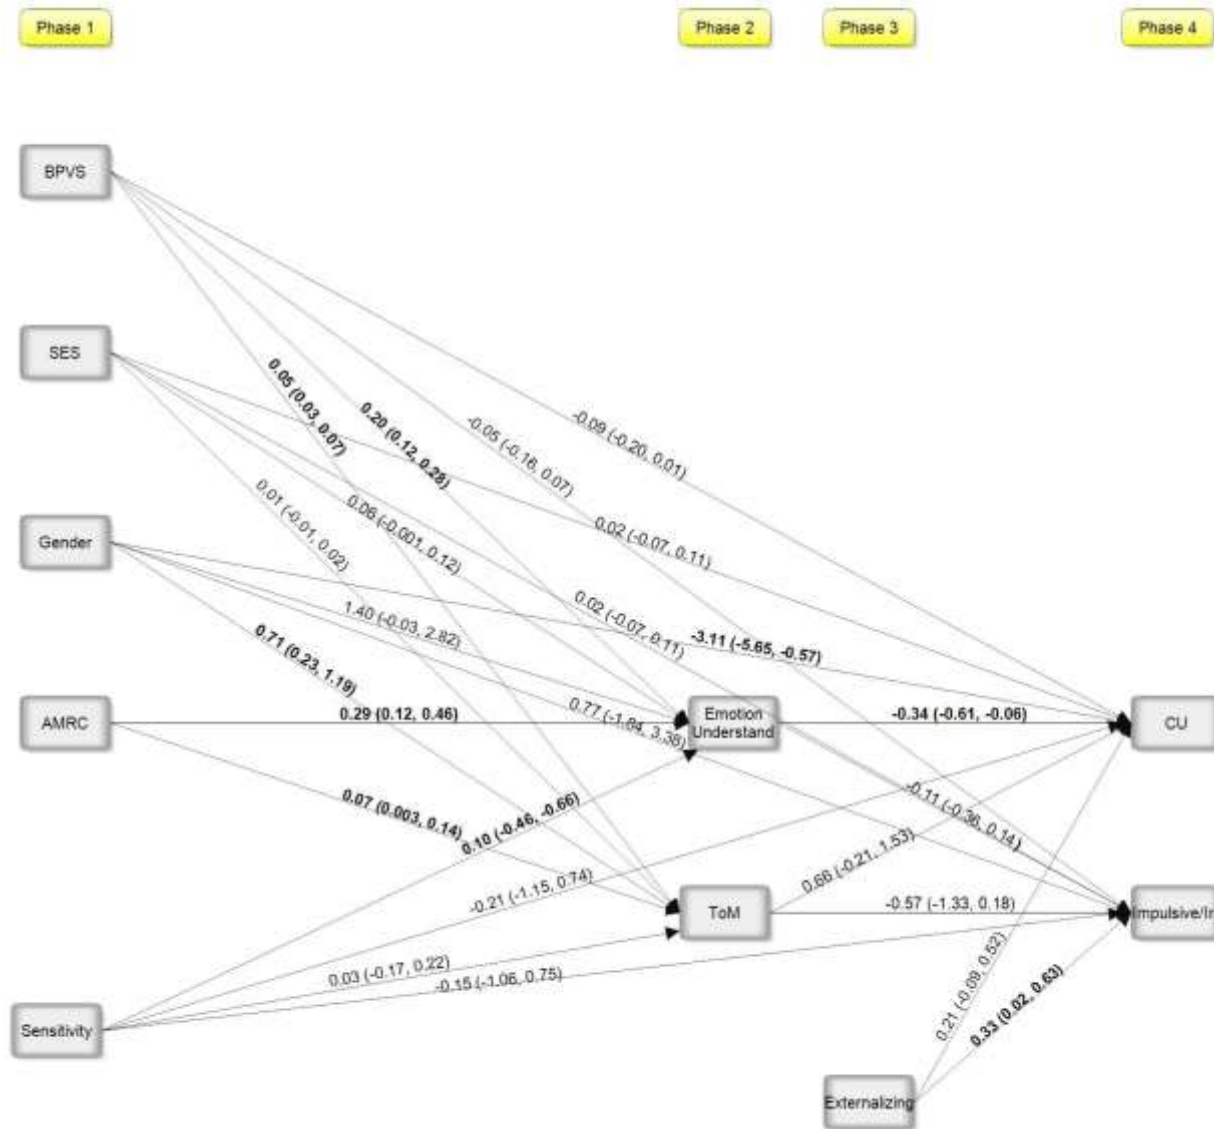 Phase 1
Phase 2
Phase 3
Phase 4
BPVS
SES
0.05 (0.03, 0.07)
0.20 (0.12, 0.28)
-0.05 (-0.16, 0.07)
-0.09 (-0.20, 0.01)
0.01 (-0.01, 0.02)
0.06 (-0.001, 0.12)
0.02 (-0.07, 0.11)
Gender
1.40 (-0.03, 2.82)
0.02 (-0.07, 0.11)
-3.11 (-5.65, -0.57)
0.71 (0.23, 1.19)
AMRC
0.29 (0.12, 0.46)
0.77 (-1.84, 3.38)
Emotion
Understand
-0.34 (-0.61, -0.06)
CU
0.07 (0.003, 0.14)
0.10 (-0.46, -0.66)
-0.11 (-0.36, 0.14)
-0.21 (-1.15, 0.74)
0.66 (-0.21, 1.53)
ToM
-0.57 (-1.33, 0.18)
Impulsive/Ir
0.03 (-0.17, 0.22)
-0.15 (-1.06, 0.75)
0.21 (-0.09, 0.52)
0.33 (0.02, 0.63)
Sensitivity
Externalizing